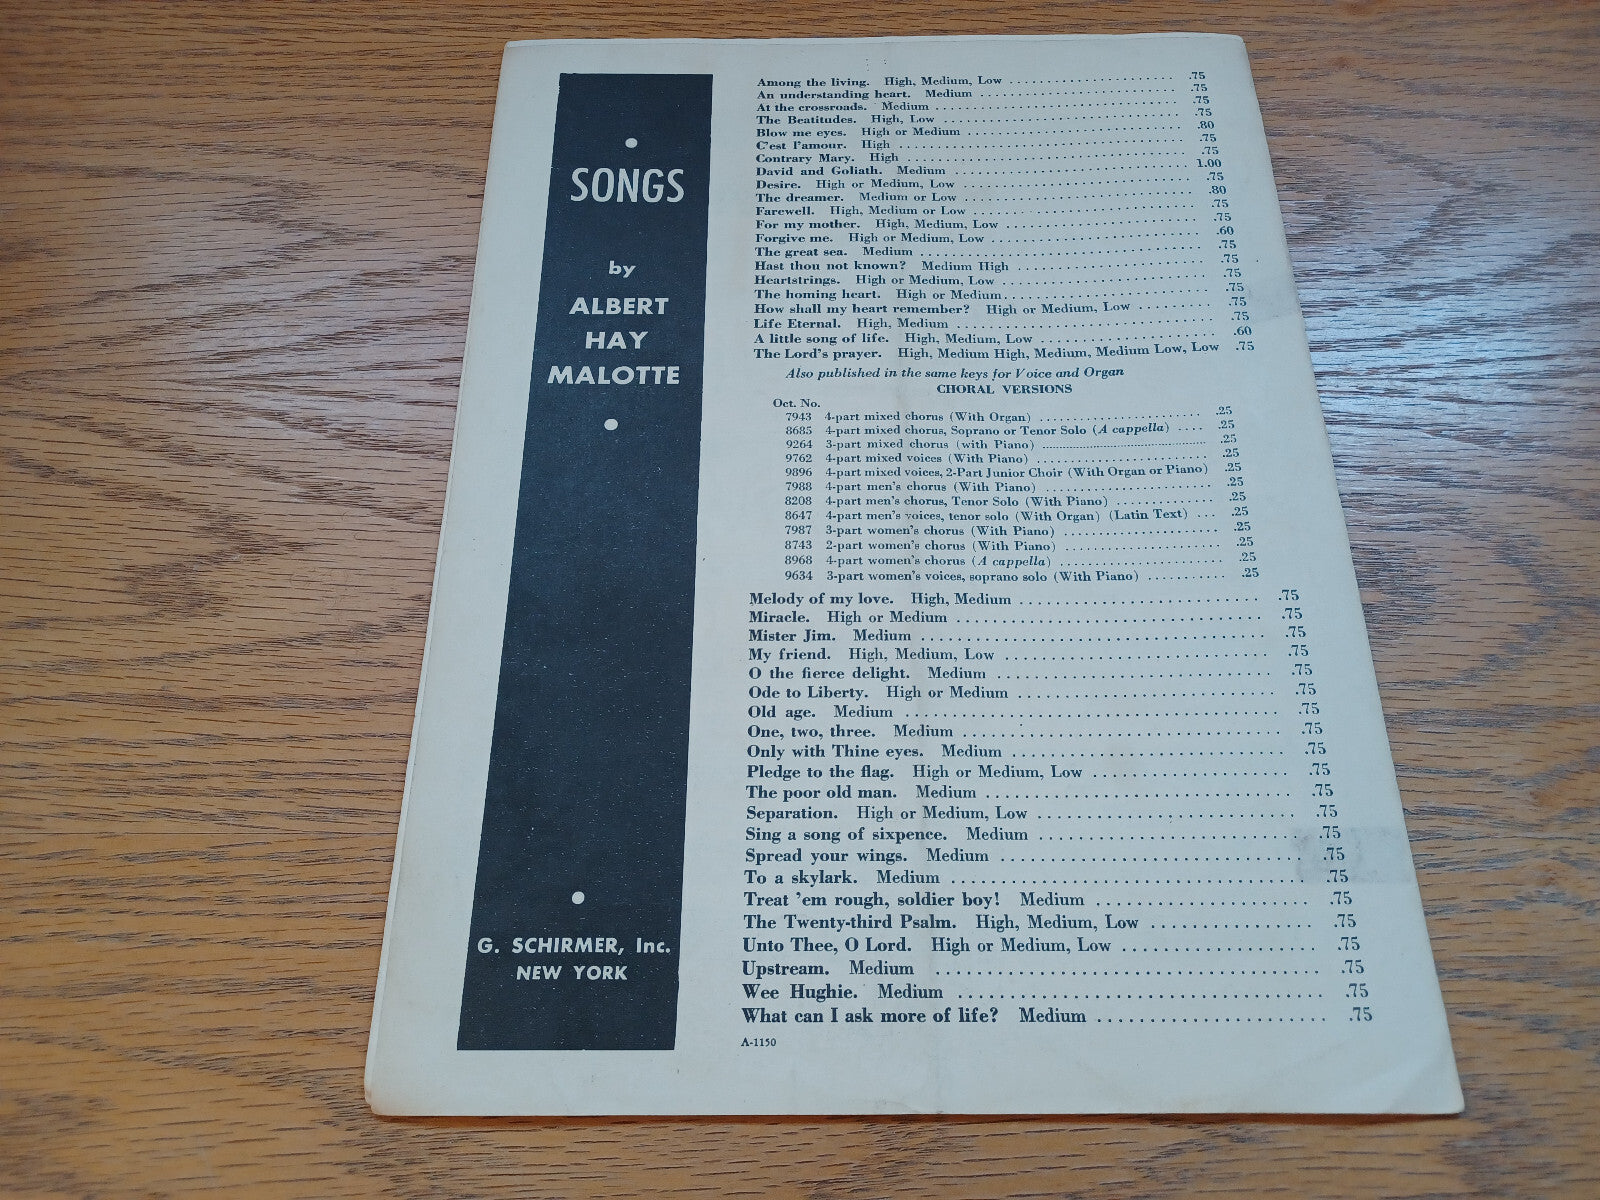 SONGS
by
ALBERT
HAY
MALOTTE
G. SCHIRMER, Inc.
NEW YORK
Among the living. High, Medium, Low .75
An understanding heart. Medium .75
At the crossroads. Medium .75
The Beatitudes. High, Low .75
Blow me eyes. High or Medium .80
C'est l'amour. High .75
Contrary Mary. High .75
David and Goliath. Medium 1.00
Desire. High or Medium, Low .75
The dreamer. Medium or Low .80
Farewell. High, Medium or Low .75
For my mother. High, Medium, Low .75
Forgive me. High or Medium, Low .60
The great sea. Medium .75
Hast thou not known? Medium High .75
Heartstrings. High or Medium, Low .75
The homing heart. High or Medium .75
How shall my heart remember? High or Medium, Low .75
Life Eternal. High, Medium .75
A little song of life. High, Medium, Low .60
The Lord's prayer. High, Medium High, Medium, Medium Low, Low .75
Also published in the same keys for Voice and Organ
CHORAL VERSIONS
Oct. No.
7943 4-part mixed chorus (With Organ) .25
8685 4-part mixed chorus, Soprano or Tenor Solo (A cappella) .25
9264 3-part mixed chorus (with Piano) .25
9762 4-part mixed voices (With Piano) .25
9896 4-part mixed voices, 2-Part Junior Choir (With Organ or Piano) .25
7988 4-part men's chorus (With Piano) .25
8208 4-part men's chorus, Tenor Solo (With Piano) .25
8647 4-part men's voices, tenor solo (With Organ) (Latin Text) .25
7987 3-part women's chorus (With Piano) .25
8743 2-part women's chorus (With Piano) .25
8968 4-part women's chorus (A cappella) .25
9634 3-part women's voices, soprano solo (With Piano) .25
Melody of my love. High, Medium .75
Miracle. High or Medium .75
Mister Jim. Medium .75
My friend. High, Medium, Low .75
O the fierce delight. Medium .75
Ode to Liberty. High or Medium .75
Old age. Medium .75
One, two, three. Medium .75
Only with Thine eyes. Medium .75
Pledge to the flag. High or Medium, Low .75
The poor old man. Medium .75
Separation. High or Medium, Low .75
Sing a song of sixpence. Medium .75
Spread your wings. Medium .75
To a skylark. Medium .75
Treat 'em rough, soldier boy! Medium .75
The Twenty-third Psalm. High, Medium, Low .75
Unto Thee, O Lord. High or Medium, Low .75
Upstream. Medium .75
Wee Hughie. Medium .75
What can I ask more of life? Medium .75
A-1150